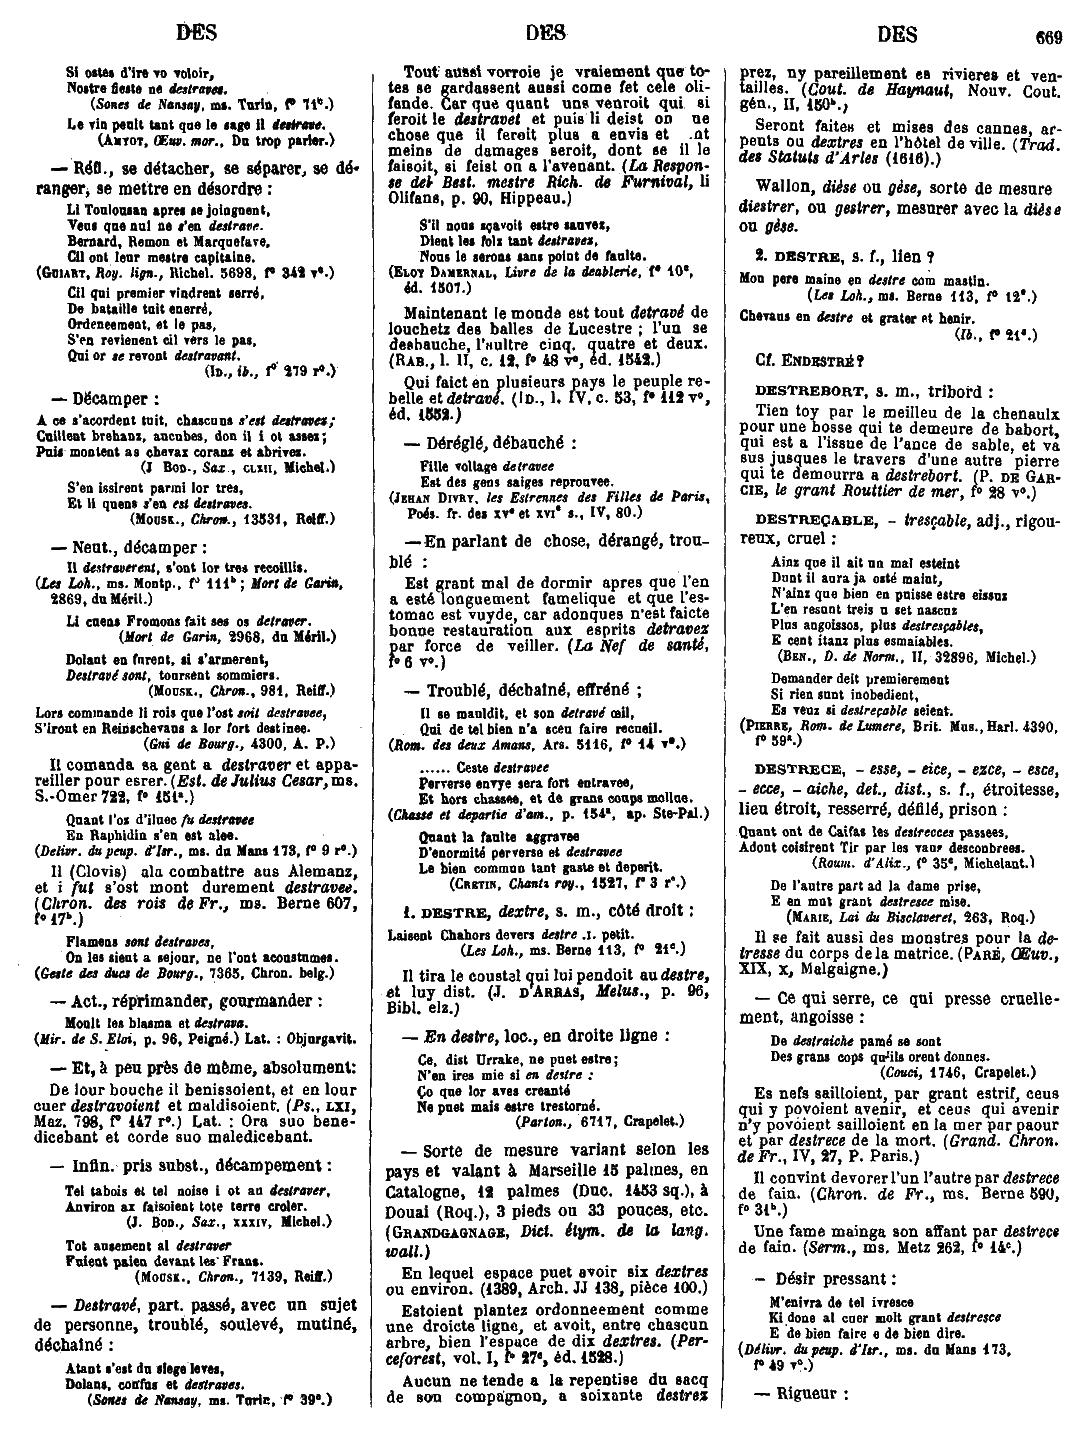 DES
DES
DES
669
Si ostes d'ire vo voloir,
Nostre fieste ne destraves.
(Sones de Nansay, ms. Turin, f° 71b.)
Le vin peult tant que le sage il destrave.
(AMYOT, Œuv. mor., Du trop parler.)
— Réfl., se détacher, se séparer, se dé-
ranger, se mettre en désordre :
Li Toulousan apres se joingnent,
Veus que nul ne s'en destrave.
Bernard, Remon et Marquefave,
Cil ont leur mestre capitaine.
(GUIART, Roy. lign., Richel. 5698, f° 342 v°.)
Cil qui premier vindrent serré,
De bataille tuit enerré,
Ordeneement, et le pas,
S'en revienent cil vers le pas,
Qui or se revont destravant.
(ID., ib., f° 279 r°.)
— Décamper :
A ce s'acordent tuit, chascuns s'est destravez;
Cuillent brehanz, aucubes, don il i ot assez;
Puis montent as chevax coranz et abrivez.
(J BOD., Sax., CLXII, Michel.)
S'en issirent parmi lor tres,
Et li quens s'en est destraves.
(MOUSK., Chron., 13531, Reiff.)
— Neut., décamper :
Il destraverent, s'ont lor tres recoillis.
(Les Loh., ms. Montp., f° 111b; Mort de Garin,
2869, du Méril.)
Li cuens Fromons fait ses os detraver.
(Mort de Garin, 2968, du Méril.)
Dolant en furent, si s'armerent,
Destravé sont, toursent sommiers.
(MOUSK., Chron., 981, Reiff.)
Lors commande li rois que l'ost soit destravee,
S'iront en Reinschevans a lor fort destinee.
(Gui de Bourg., 4300, A. P.)
Il comanda sa gent a destraver et appa-
reiller pour esrer. (Est. de Julius Cesar, ms.
S.-Omer 722, f° 151a.)
Quant l'os d'iluec fu destravee
En Raphidin s'en est alee.
(Delivr. du peup. d'Isr., ms. du Mans 173, f° 9 r°.)
Il (Clovis) ala combattre aus Alemanz,
et i fut s'ost mont durement destravee.
(Chron. des rois de Fr., ms. Berne 607,
f° 17b.)
Flamens sont destraves,
On les sieut a sejour, ne l'ont acoustumes.
(Geste des ducs de Bourg., 7365, Chron. belg.)
— Act., réprimander, gourmander :
Moult les blasma et destrava.
(Mir. de S. Eloi, p. 96, Peigné.) Lat. : Objurgavit.
— Et, à peu près de même, absolument:
De lour bouche il benissoient, et en lour
cuer destravoient et maldisoient. (Ps., LXI,
Maz. 798, f° 147 r°.) Lat. : Ore suo bene-
dicebant et corde suo maledicebant.
— Infin. pris subst., décampement :
Tel tabois et tel noise i ot au destraver,
Anviron ax faisoient tote terre croler.
(J. BOD., Sax., XXXIV, Michel.)
Tot ausement al destraver
Fuient paien devant les Frans.
(MOUSK., Chron., 7139, Reiff.)
— Destravé, part. passé, avec un sujet
de personne, troublé, soulevé, mutiné,
déchaîné :
Atant s'est du siege leves,
Dolans, confus et destraves.
(Sones de Nansay, ms. Turin, f° 39a.)
Tout aussi vorroie je vraiement que to-
tes se gardassent aussi come fet cele oli-
fande. Car que quant uns venroit qui si
feroit le destravet et puis li deist on ne
chose que il feroit plus a envis et
meins de damages seroit, dont se il le
faisoit, si feist on a l'avenant. (La Respon-
se del Best. mestre Rich. de Furnival, li
Olifans, p. 90, Hippeau.)
S'il nous sçavoit estre sauvez,
Dient les folz tant destravez,
Nous le serons sans point de faulte.
(ELOY DAMERNAL, Livre de la deablerie, f° 10a,
éd. 1507.)
Maintenant le monde est tout detravé de
louchetz des balles de Lucestre ; l'un se
desbauche, l'aultre cinq, quatre et deux.
(RAB., l. II, c. 12, f° 48 v°, éd. 1542.)
Qui faict en plusieurs pays le peuple re-
belle et detravé. (ID., l. IV, c. 53, f° 112 v°,
éd. 1552.)
— Déréglé, débauché :
Fille vollage detravee
Est des gens saiges reprouvee.
(JEHAN DIVRY, les Estrennes des Filles de Paris,
Poés. fr. des XVe et XVIe s., IV, 80.)
— En parlant de chose, dérangé, trou-
blé :
Est grant mal de dormir apres que l'en
a esté longuement famelique et que l'es-
tomac est vuyde, car adonques n'est faicte
bonne restauration aux esprits detravez
par force de veiller. (La Nef de santé,
f° 6 v°.)
— Troublé, déchaîné, effréné ;
Il se mauldit, et son detravé œil,
Qui de tel bien n'a sceu faire recueil.
(Rom. des deux Amans, Ars. 5116, f° 14 v°.)
...... Ceste destravee
Perverse envye sera fort entravee,
Et hors chassee, et de grans coups mollue.
(Chasse et departie d'am., p. 154a, ap. Ste-Pal.)
Quant la faulte aggravee
D'enormité perverse et destravee
Le bien commun tant gaste et deperit.
(CRETIN, Chants roy., 1527, f° 3 r°.)
1. DESTRE, dextre, s. m., côté droit :
Laisent Chahors devers destre .I. petit.
(Les Loh., ms. Berne 113, f° 21c.)
Il tira le coustel qui lui pendoit au destre,
et luy dist. (J. D'ARRAS, Melus., p. 96,
Bibl. elz.)
— En destre, loc., en droite ligne :
Ce, dist Urrake, ne puet estre;
N'en ires mie si en destre :
Ço que lor aves creanté
Ne puet mais estre trestorné.
(Parton., 6717, Crapelet.)
— Sorte de mesure variant selon les
pays et valant à Marseille 15 palmes, en
Catalogne, 12 palmes (Duc. 1453 sq.), à
Douai (Roq.), 3 pieds ou 33 pouces, etc.
(GRANDGAGNAGE, Dict. étym. de la lang.
wall.)
En lequel espace puet avoir six dextres
ou environ. (1389, Arch. JJ 138, pièce 100.)
Estoient plantez ordonneement comme
une droicte ligne, et avoit, entre chascun
arbre, bien l'espace de dix dextres. (Per-
ceforest, vol. I, f° 27c, éd. 1528.)
Aucun ne tende a la repentise du sacq
de son compagnon, a soixante destrez
prez, ny pareillement es rivieres et ven-
tailles. (Cout. de Haynaut, Nouv. Cout.
gén., II, 150b.)
Seront faites et mises des cannes, ar-
pents ou dextres en l'hôtel de ville. (Trad.
des Statuts d'Arles (1616).)
Wallon, dièse ou gèse, sorte de mesure
diestrer, ou gestrer, mesurer avec la dièse
ou gèse.
2. DESTRE, s. f., lien ?
Mon pere maine en destre com mastin.
(Les Loh., ms. Berne 113, f° 12a.)
Chevaus en destre et grater et henir.
(Ib., f° 21a.)
Cf. ENDESTRÉ?
DESTREBORT, s. m., tribord :
Tien toy par le meilleu de la chenaulx
pour une bosse qui te demeure de babort,
qui est a l'issue de l'ance de sable, et va
sus jusques le travers d'une autre pierre
qui te demourra a destrebort. (P. DE GAR-
CIE, le grant Routtier de mer, f° 28 v°.)
DESTREÇABLE, - tresçable, adj., rigou-
reux, cruel :
Ainz que il ait un mal esteint
Dunt il aura ja osté maint,
N'ainz que bien en puisse estre eissuz
L'en resunt treis u set nascuz
Plus angoissos, plus destresçables,
E cent itanz plus esmaiables.
(BEN., D. de Norm., II, 32896, Michel.)
Demander deit premierement
Si rien sunt inobedient,
Es veuz si destreçable seient.
(PIERRE, Rom. de Lumere, Brit. Mus., Harl. 4390,
f° 59a.)
DESTRECE, - esse, - eice, - ezce, - esce,
- ecce, - aiche, det., dist., s. f., étroitesse,
lieu étroit, resserré, défilé, prison :
Quant ont de Caifas les destrecces passees,
Adont coisirent Tir par les vaus desconbrees.
(Roum. d'Alix., f° 35a, Michelant.)
De l'autre part ad la dame prise,
E en mut grant destresce mise.
(MARIE, Lai du Bisclaveret, 263, Roq.)
Il se fait aussi des monstres pour la de-
tresse du corps de la matrice. (PARÉ, Œuv.,
XIX, X, Malgaigne.)
— Ce qui serre, ce qui presse cruelle-
ment, angoisse :
De destraiche pamé se sont
Des grans cops qu'ils orent donnes.
(Couci, 1746, Crapelet.)
Es nefs sailloient, par grant estrif, ceus
qui y povoient avenir, et ceus qui avenir
n'y povoient sailloient en la mer par paour
et par destrece de la mort. (Grand. Chron.
de Fr., IV, 27, P. Paris.)
Il convint devorer l'un l'autre par destrece
de fain. (Chron. de Fr., ms. Berne 590,
f° 31b.)
Une fame mainga son affant par destrece
de fain. (Serm., ms. Metz 262, f° 14c.)
— Désir pressant :
M'enivra de tel ivresce
Ki done al cuer molt grant destresce
E de bien faire e de bien dire.
(Délivr. du peup. d'Isr., ms. du Mans 173,
f° 49 v°.)
— Rigueur :